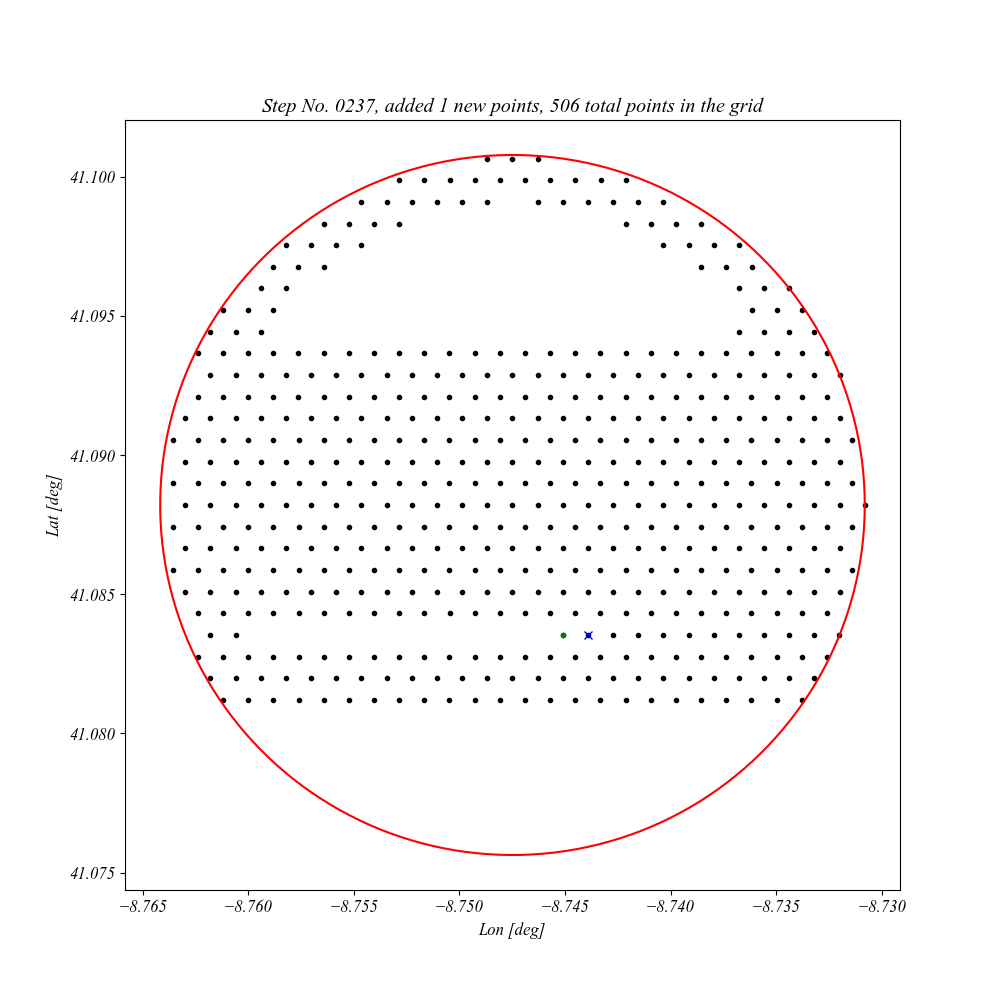 Step No. 0237, added 1 new points, 506 total points in the grid
41.100
41.095
41.090
41.085
41.080
41.075
Lat [deg]
−8.765 −8.760 −8.755 −8.750 −8.745 −8.740 −8.735 −8.730
Lon [deg]